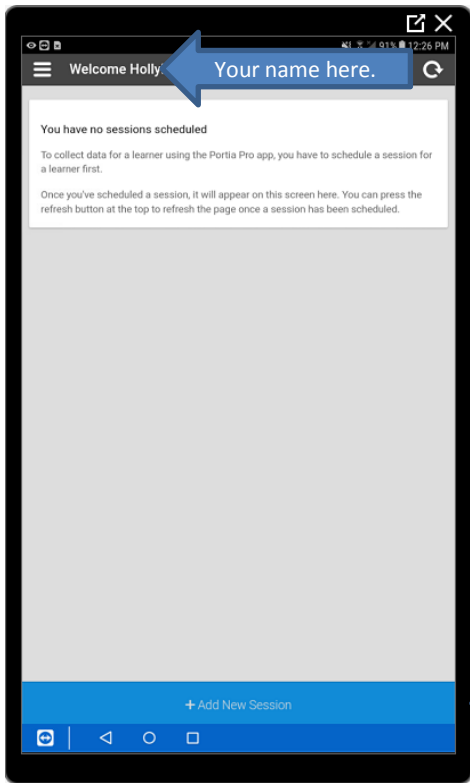 91% 12:26 PM
Welcome Holly!
Your name here.
You have no sessions scheduled
To collect data for a learner using the Portia Pro app, you have to schedule a session for
a learner first.
Once you've scheduled a session, it will appear on this screen here. You can press the
refresh button at the top to refresh the page once a session has been scheduled.
+ Add New Session